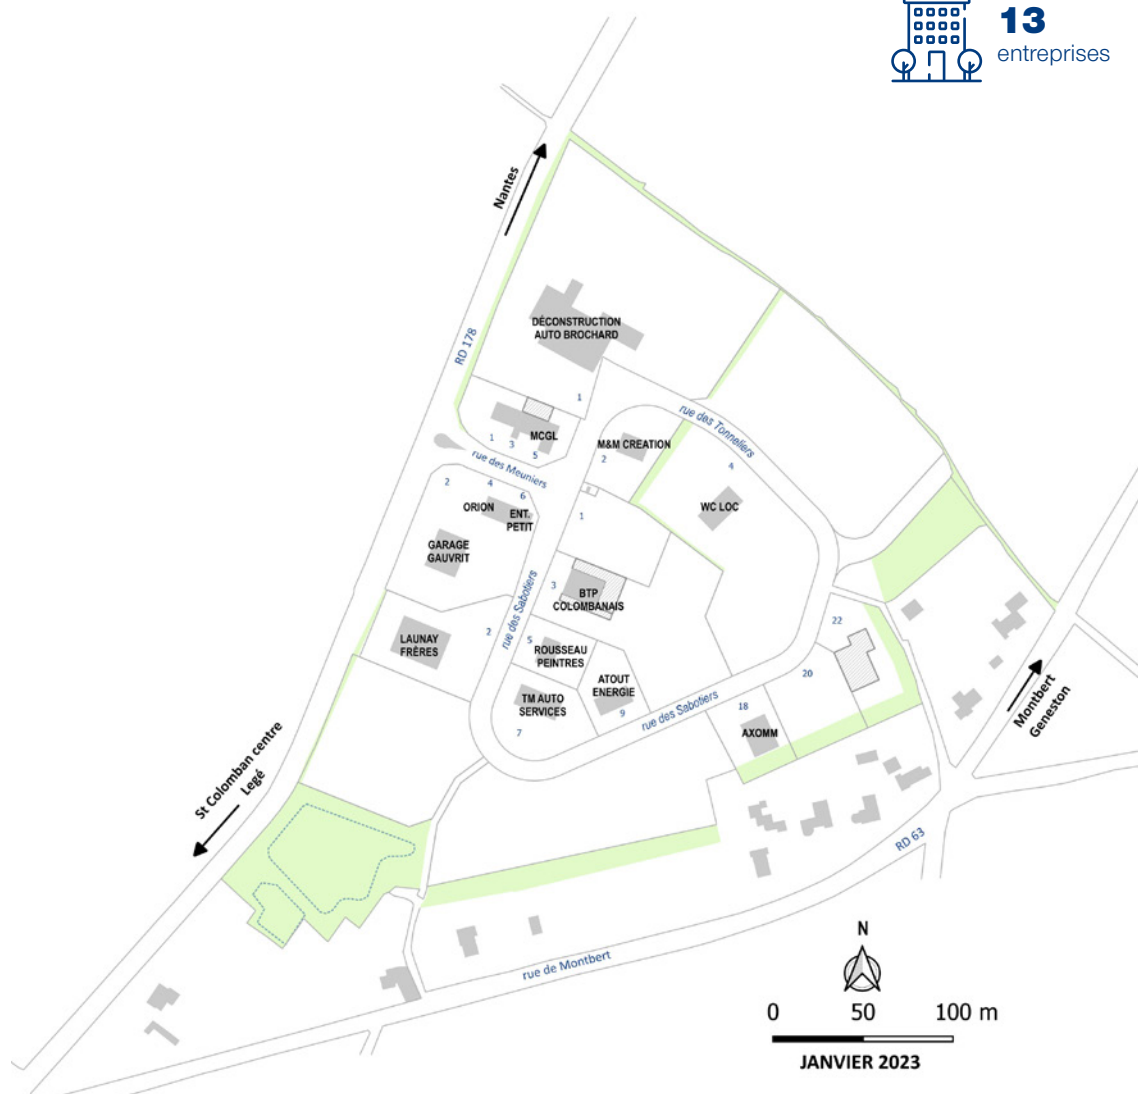 13
entreprises
Nantes
RD 178
DÉCONSTRUCTION
AUTO BROCHARD
1
MCGL
1
3
5
rue des Meuniers
rue des Tonneliers
M&M CREATION
2
4
WC LOC
2
4
6
ORION
ENT.
PETIT
GARAGE
GAUVRIT
1
3
BTP
COLOMBANAIS
rue des Sabotiers
LAUNAY
FRÈRES
2
5
ROUSSEAU
PEINTRES
ATOUT
ENERGIE
9
TM AUTO
SERVICES
7
rue des Sabotiers
22
20
18
AXOMM
Montbert
Geneston
St Colomban centre
Legé
RD 63
rue de Montbert
N
0 50 100 m
JANVIER 2023